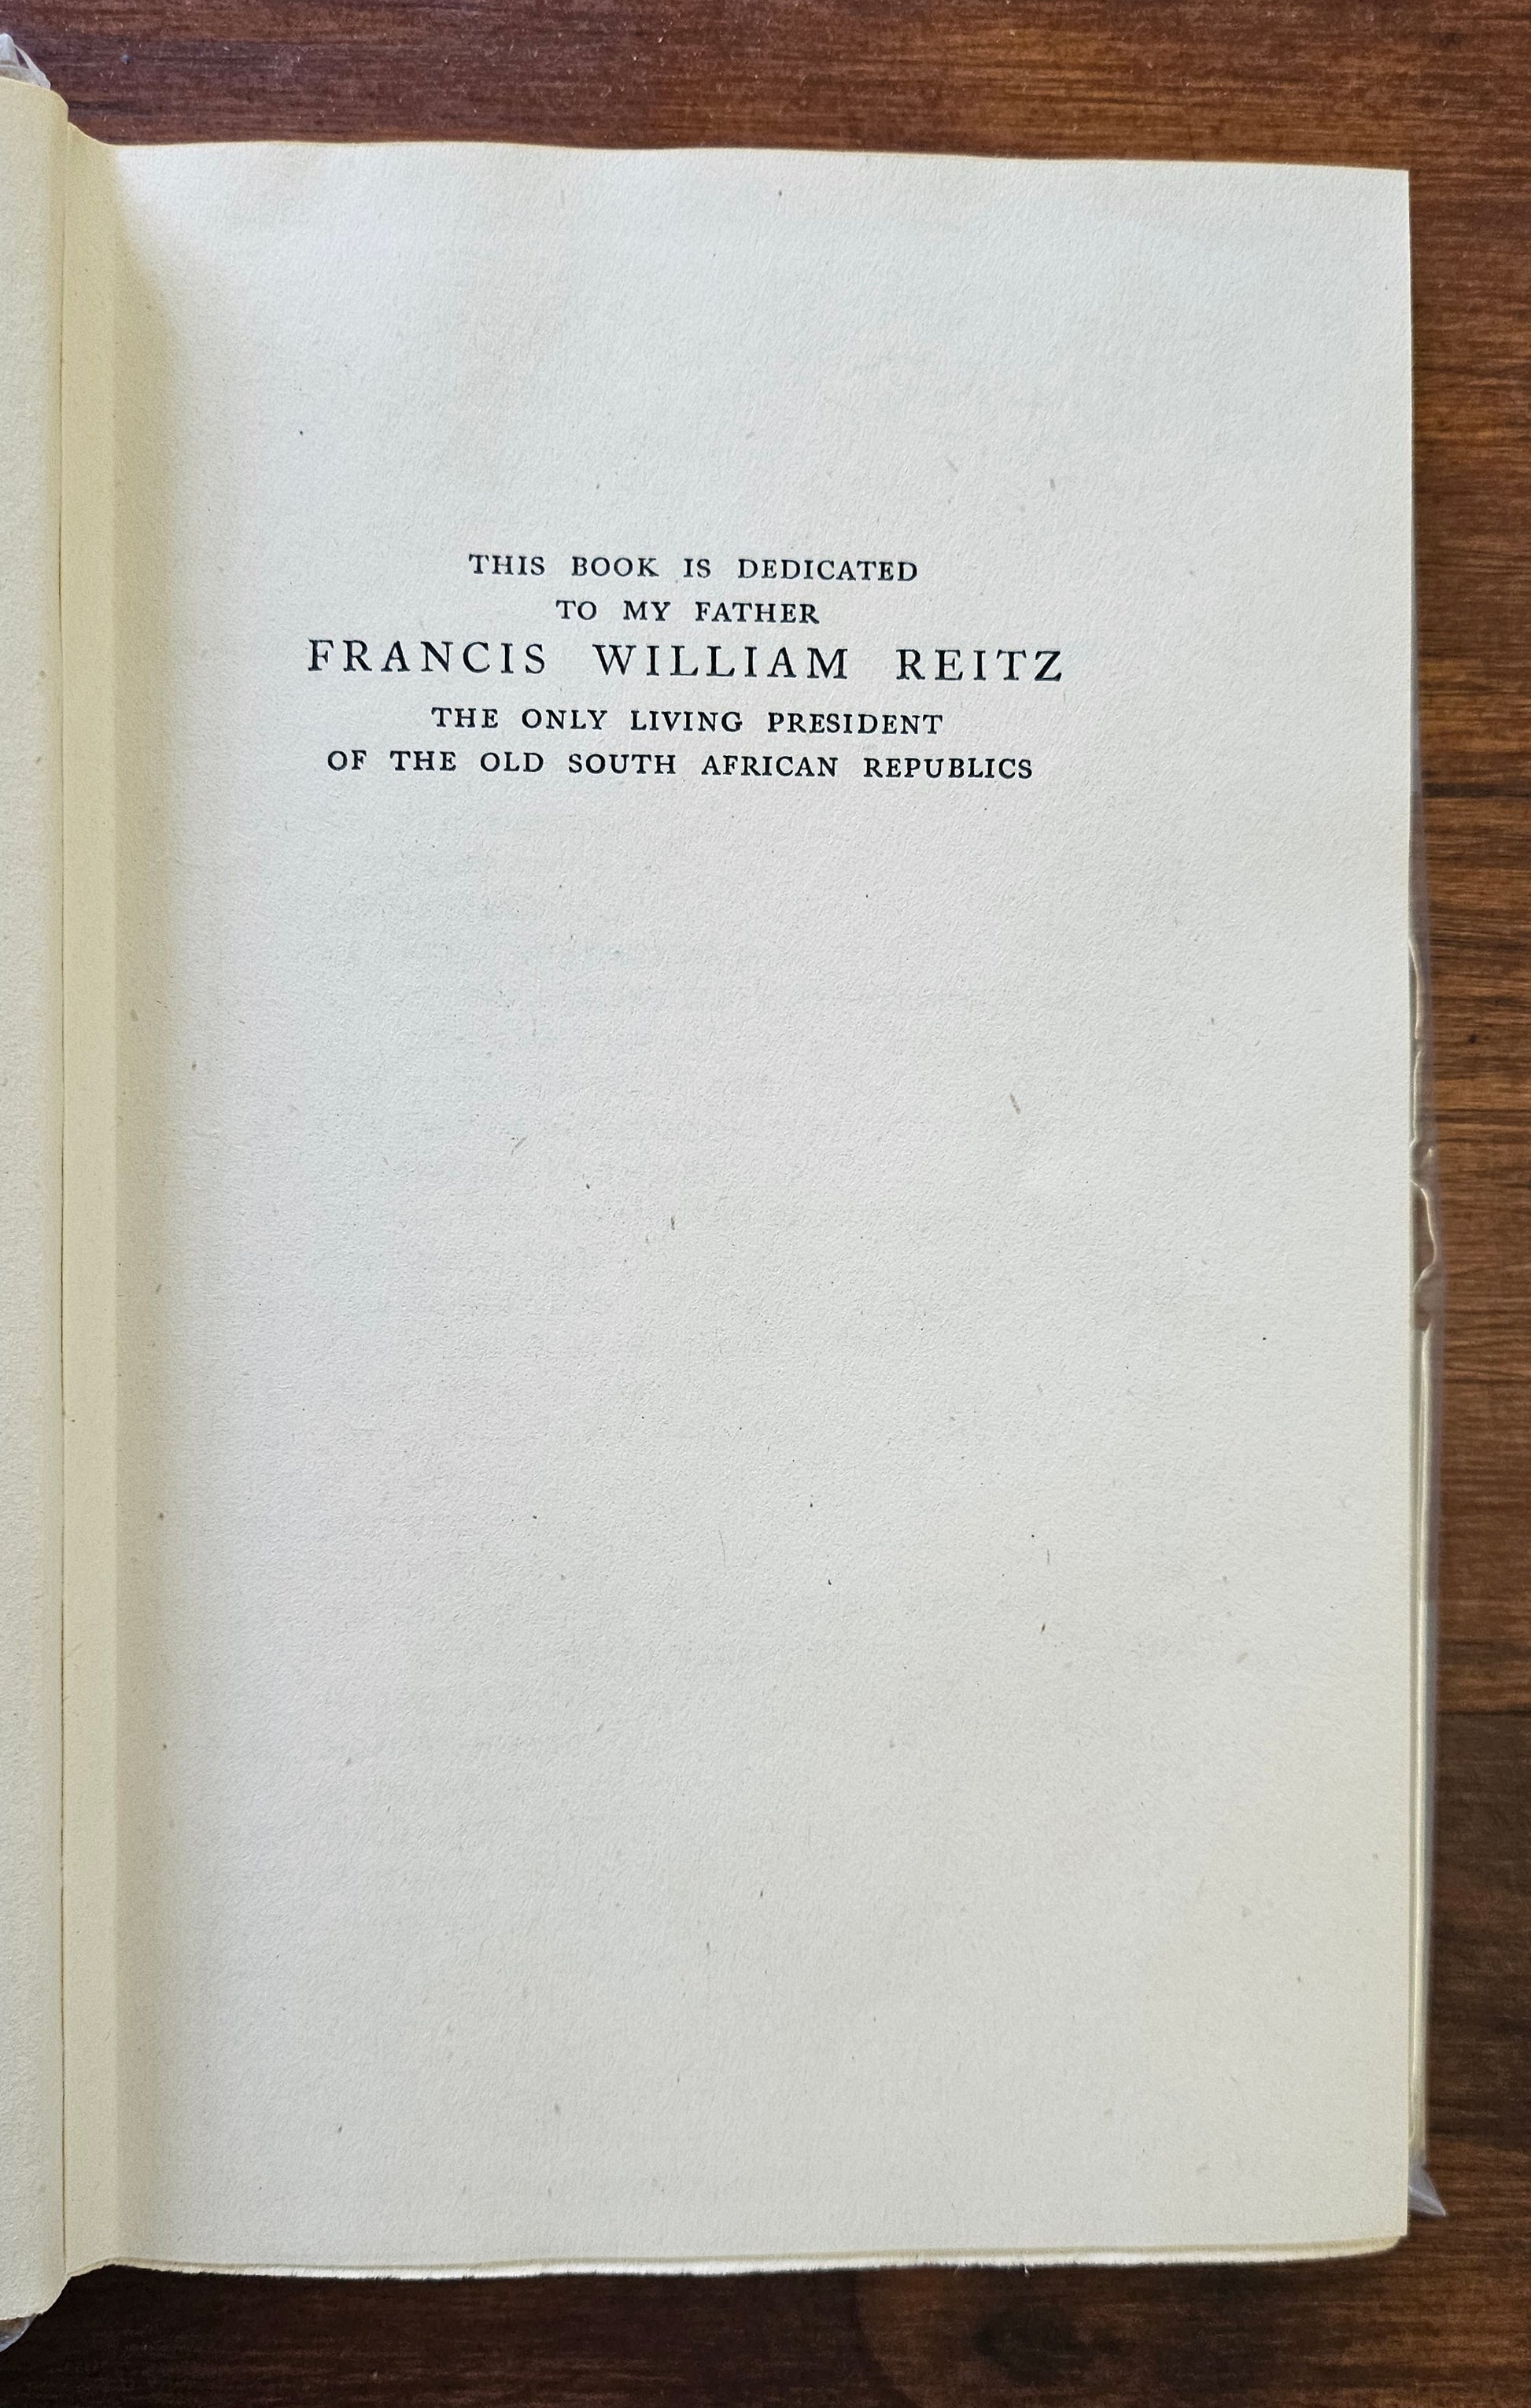 THIS BOOK IS DEDICATED
TO MY FATHER
FRANCIS WILLIAM REITZ
THE ONLY LIVING PRESIDENT
OF THE OLD SOUTH AFRICAN REPUBLICS